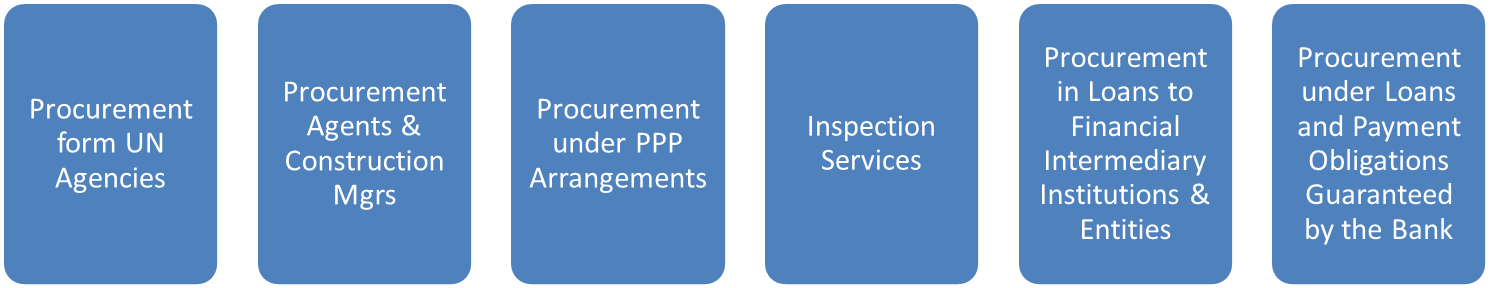 Procurement
form UN
Agencies
Procurement
Agents &
Construction
Mgrs
Procurement
under PPP
Arrangements
Inspection
Services
Procurement
in Loans to
Financial
Intermediary
Institutions &
Entities
Procurement
under Loans
and Payment
Obligations
Guaranteed
by the Bank